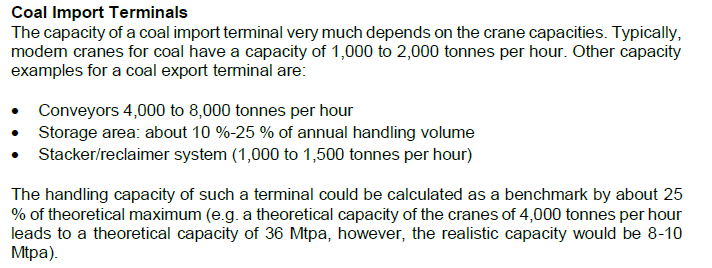 Coal Import Terminals
The capacity of a coal import terminal very much depends on the crane capacities. Typically,
modern cranes for coal have a capacity of 1,000 to 2,000 tonnes per hour. Other capacity
examples for a coal export terminal are:
• Conveyors 4,000 to 8,000 tonnes per hour
• Storage area: about 10 %-25 % of annual handling volume
• Stacker/reclaimer system (1,000 to 1,500 tonnes per hour)
The handling capacity of such a terminal could be calculated as a benchmark by about 25
% of theoretical maximum (e.g. a theoretical capacity of the cranes of 4,000 tonnes per hour
leads to a theoretical capacity of 36 Mtpa, however, the realistic capacity would be 8-10
Mtpa).